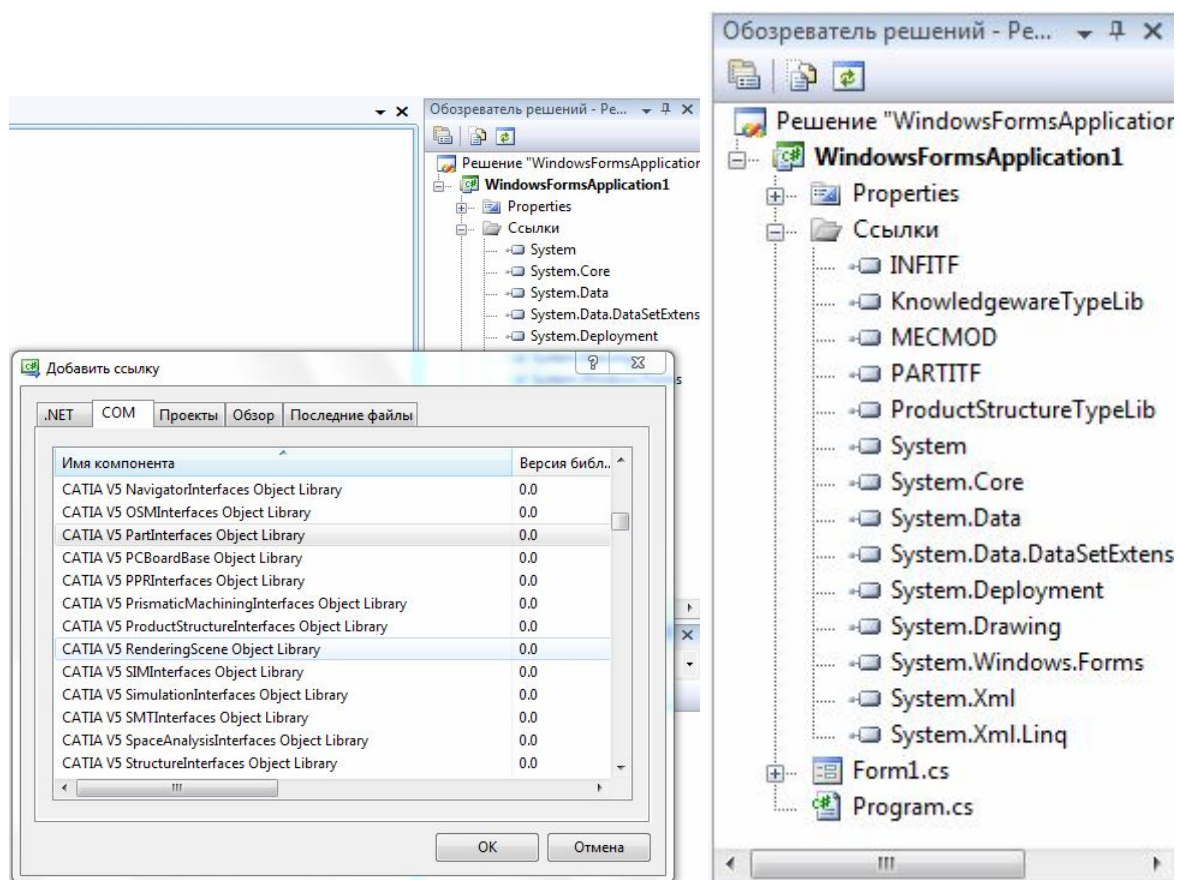 Обозреватель решений - Ре...
Решение "WindowsFormsApplication
WindowsFormsApplication1
Properties
Ссылки
System
System.Core
System.Data
System.Data.DataSetExtens
System.Deployment
s
Добавить ссылку
.NET COM Проекты Обзор Последние файлы
Имя компонента Версия библ..
CATIA V5 NavigatorInterfaces Object Library 0.0
CATIA V5 OSMInterfaces Object Library 0.0
CATIA V5 PartInterfaces Object Library 0.0
CATIA V5 PCBoardBase Object Library 0.0
CATIA V5 PPRInterfaces Object Library 0.0
CATIA V5 PrismaticMachiningInterfaces Object Library 0.0
CATIA V5 ProductStructureInterfaces Object Library 0.0
CATIA V5 RenderingScene Object Library 0.0
CATIA V5 SIMInterfaces Object Library 0.0
CATIA V5 SimulationInterfaces Object Library 0.0
CATIA V5 SMTInterfaces Object Library 0.0
CATIA V5 SpaceAnalysisInterfaces Object Library 0.0
CATIA V5 StructureInterfaces Object Library 0.0
OK Отмена
Обозреватель решений - Ре...
Решение "WindowsFormsApplication
WindowsFormsApplication1
Properties
Ссылки
INFITF
KnowledgewareTypeLib
MECMOD
PARTITF
ProductStructureTypeLib
System
System.Core
System.Data
System.Data.DataSetExtens
System.Deployment
System.Drawing
System.Windows.Forms
System.Xml
System.Xml.Linq
Form1.cs
Program.cs